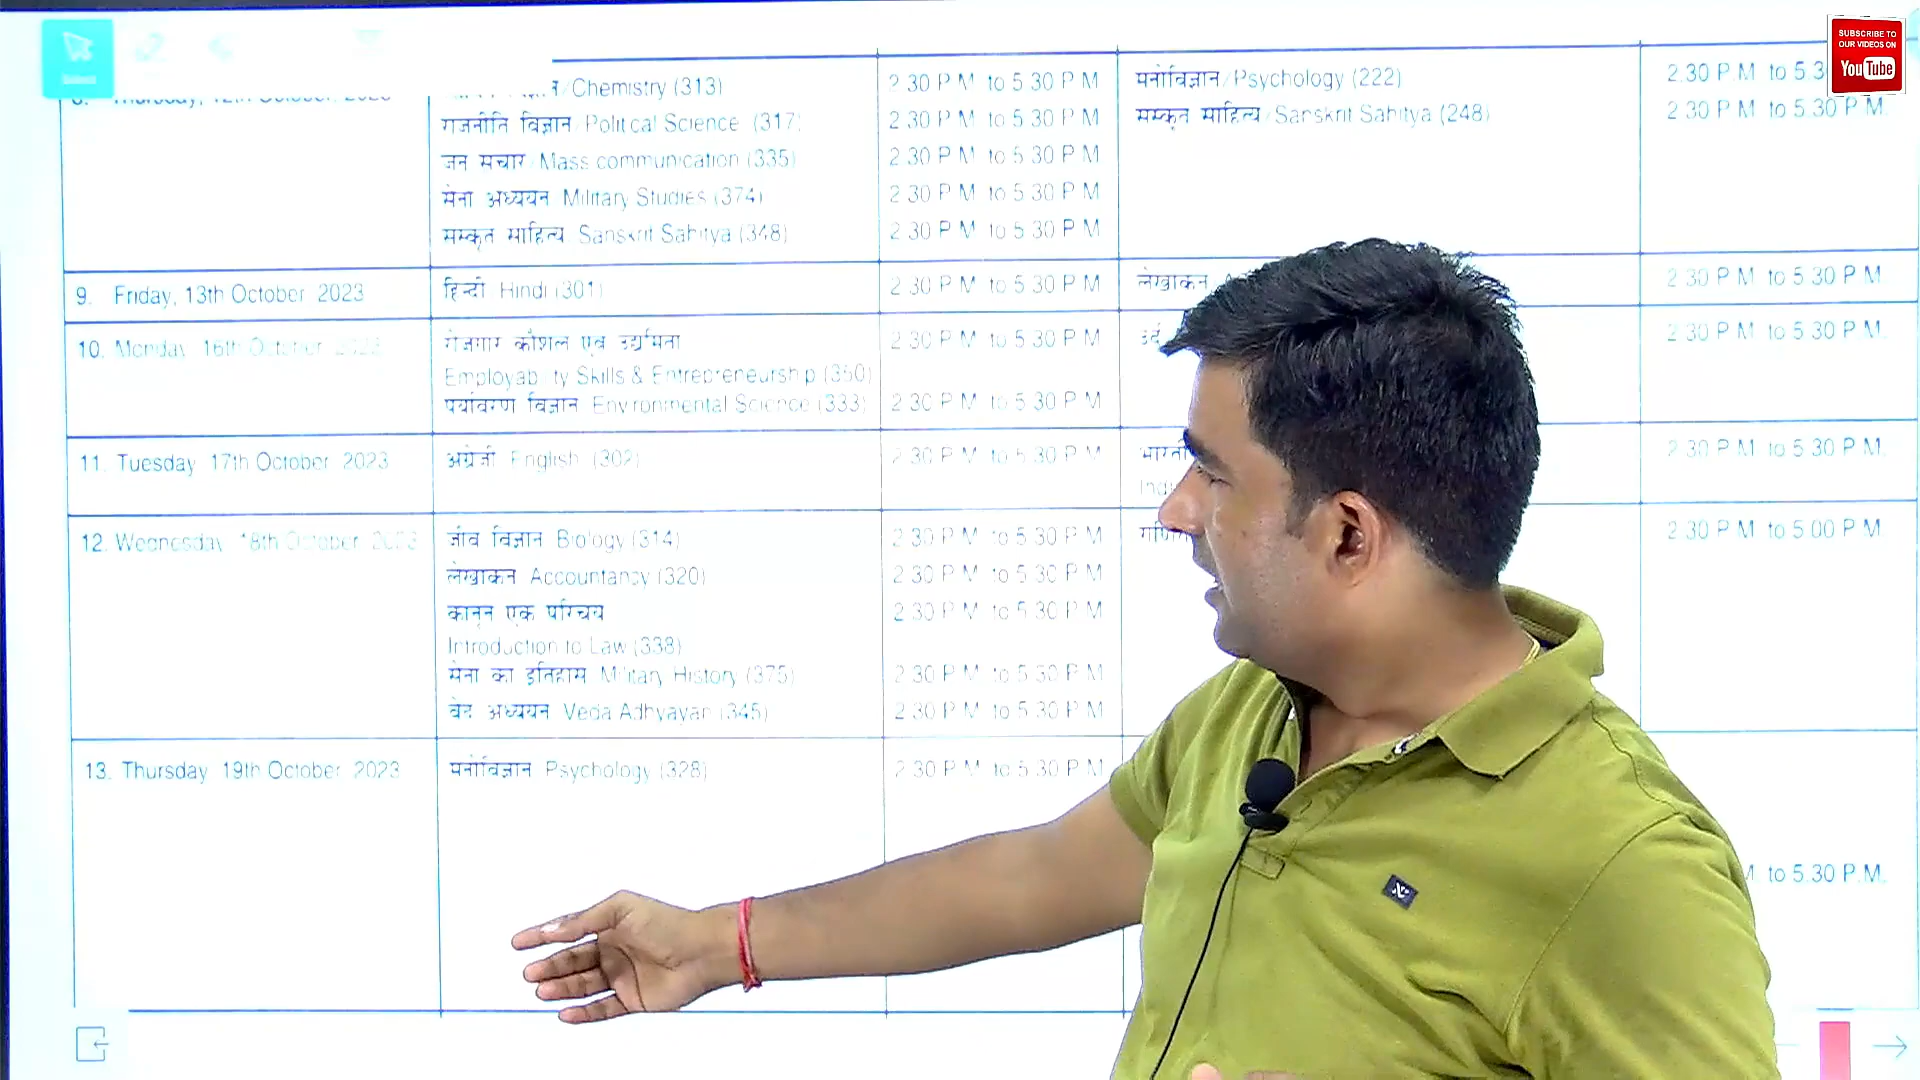 SUBSCRIBE TO
OUR VIDEOS ON
YouTube
Chemistry (313) 2.30 P.M. to 5.30 P.M. मनोविज्ञान/Psychology (222) 2.30 P.M. to 5.3
राजनीति विज्ञान/Political Science (317) 2.30 P.M. to 5.30 P.M. संस्कृत साहित्य/Sanskrit Sahitya (248) 2.30 P.M. to 5.30 P.M.
जन संचार/Mass communication (335) 2.30 P.M. to 5.30 P.M.
सेना अध्ययन/Military Studies (374) 2.30 P.M. to 5.30 P.M.
संस्कृत साहित्य/Sanskrit Sahitya (348) 2.30 P.M. to 5.30 P.M.
9. Friday, 13th October, 2023 हिन्दी/Hindi (301) 2.30 P.M. to 5.30 P.M. लेखांकन 2.30 P.M. to 5.30 P.M.
10. Monday, 16th October, 2023 रोजगार कौशल एवं उद्यमिता 2.30 P.M. to 5.30 P.M. 2.30 P.M. to 5.30 P.M.
Employability Skills & Entrepreneurship (350)
पर्यावरण विज्ञान/Environmental Science (333) 2.30 P.M. to 5.30 P.M.
11. Tuesday, 17th October, 2023 अंग्रेजी/English (302) 2.30 P.M. to 5.30 P.M. 2.30 P.M. to 5.30 P.M.
12. Wednesday, 18th October, 2023 जीव विज्ञान/Biology (314) 2.30 P.M. to 5.30 P.M. 2.30 P.M. to 5.00 P.M.
लेखांकन/Accountancy (320) 2.30 P.M. to 5.30 P.M.
कानून एक परिचय 2.30 P.M. to 5.30 P.M.
Introduction to Law (338)
सेना का इतिहास/Military History (375) 2.30 P.M. to 5.30 P.M.
वेद अध्ययन/Veda Adhyayan (345) 2.30 P.M. to 5.30 P.M.
13. Thursday, 19th October, 2023 मनोविज्ञान/Psychology (328) 2.30 P.M. to 5.30 P.M.
to 5.30 P.M.